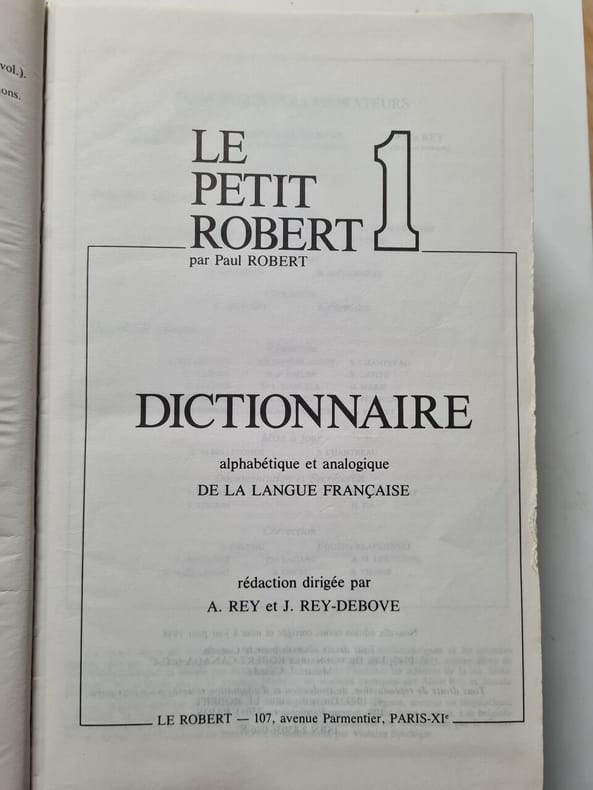 vol.).
ons.
LE
PETIT
ROBERT 1
par Paul ROBERT
DICTIONNAIRE
alphabétique et analogique
DE LA LANGUE FRANÇAISE
rédaction dirigée par
A. REY et J. REY-DEBOVE
LE ROBERT — 107, avenue Parmentier, PARIS-XIᵉ